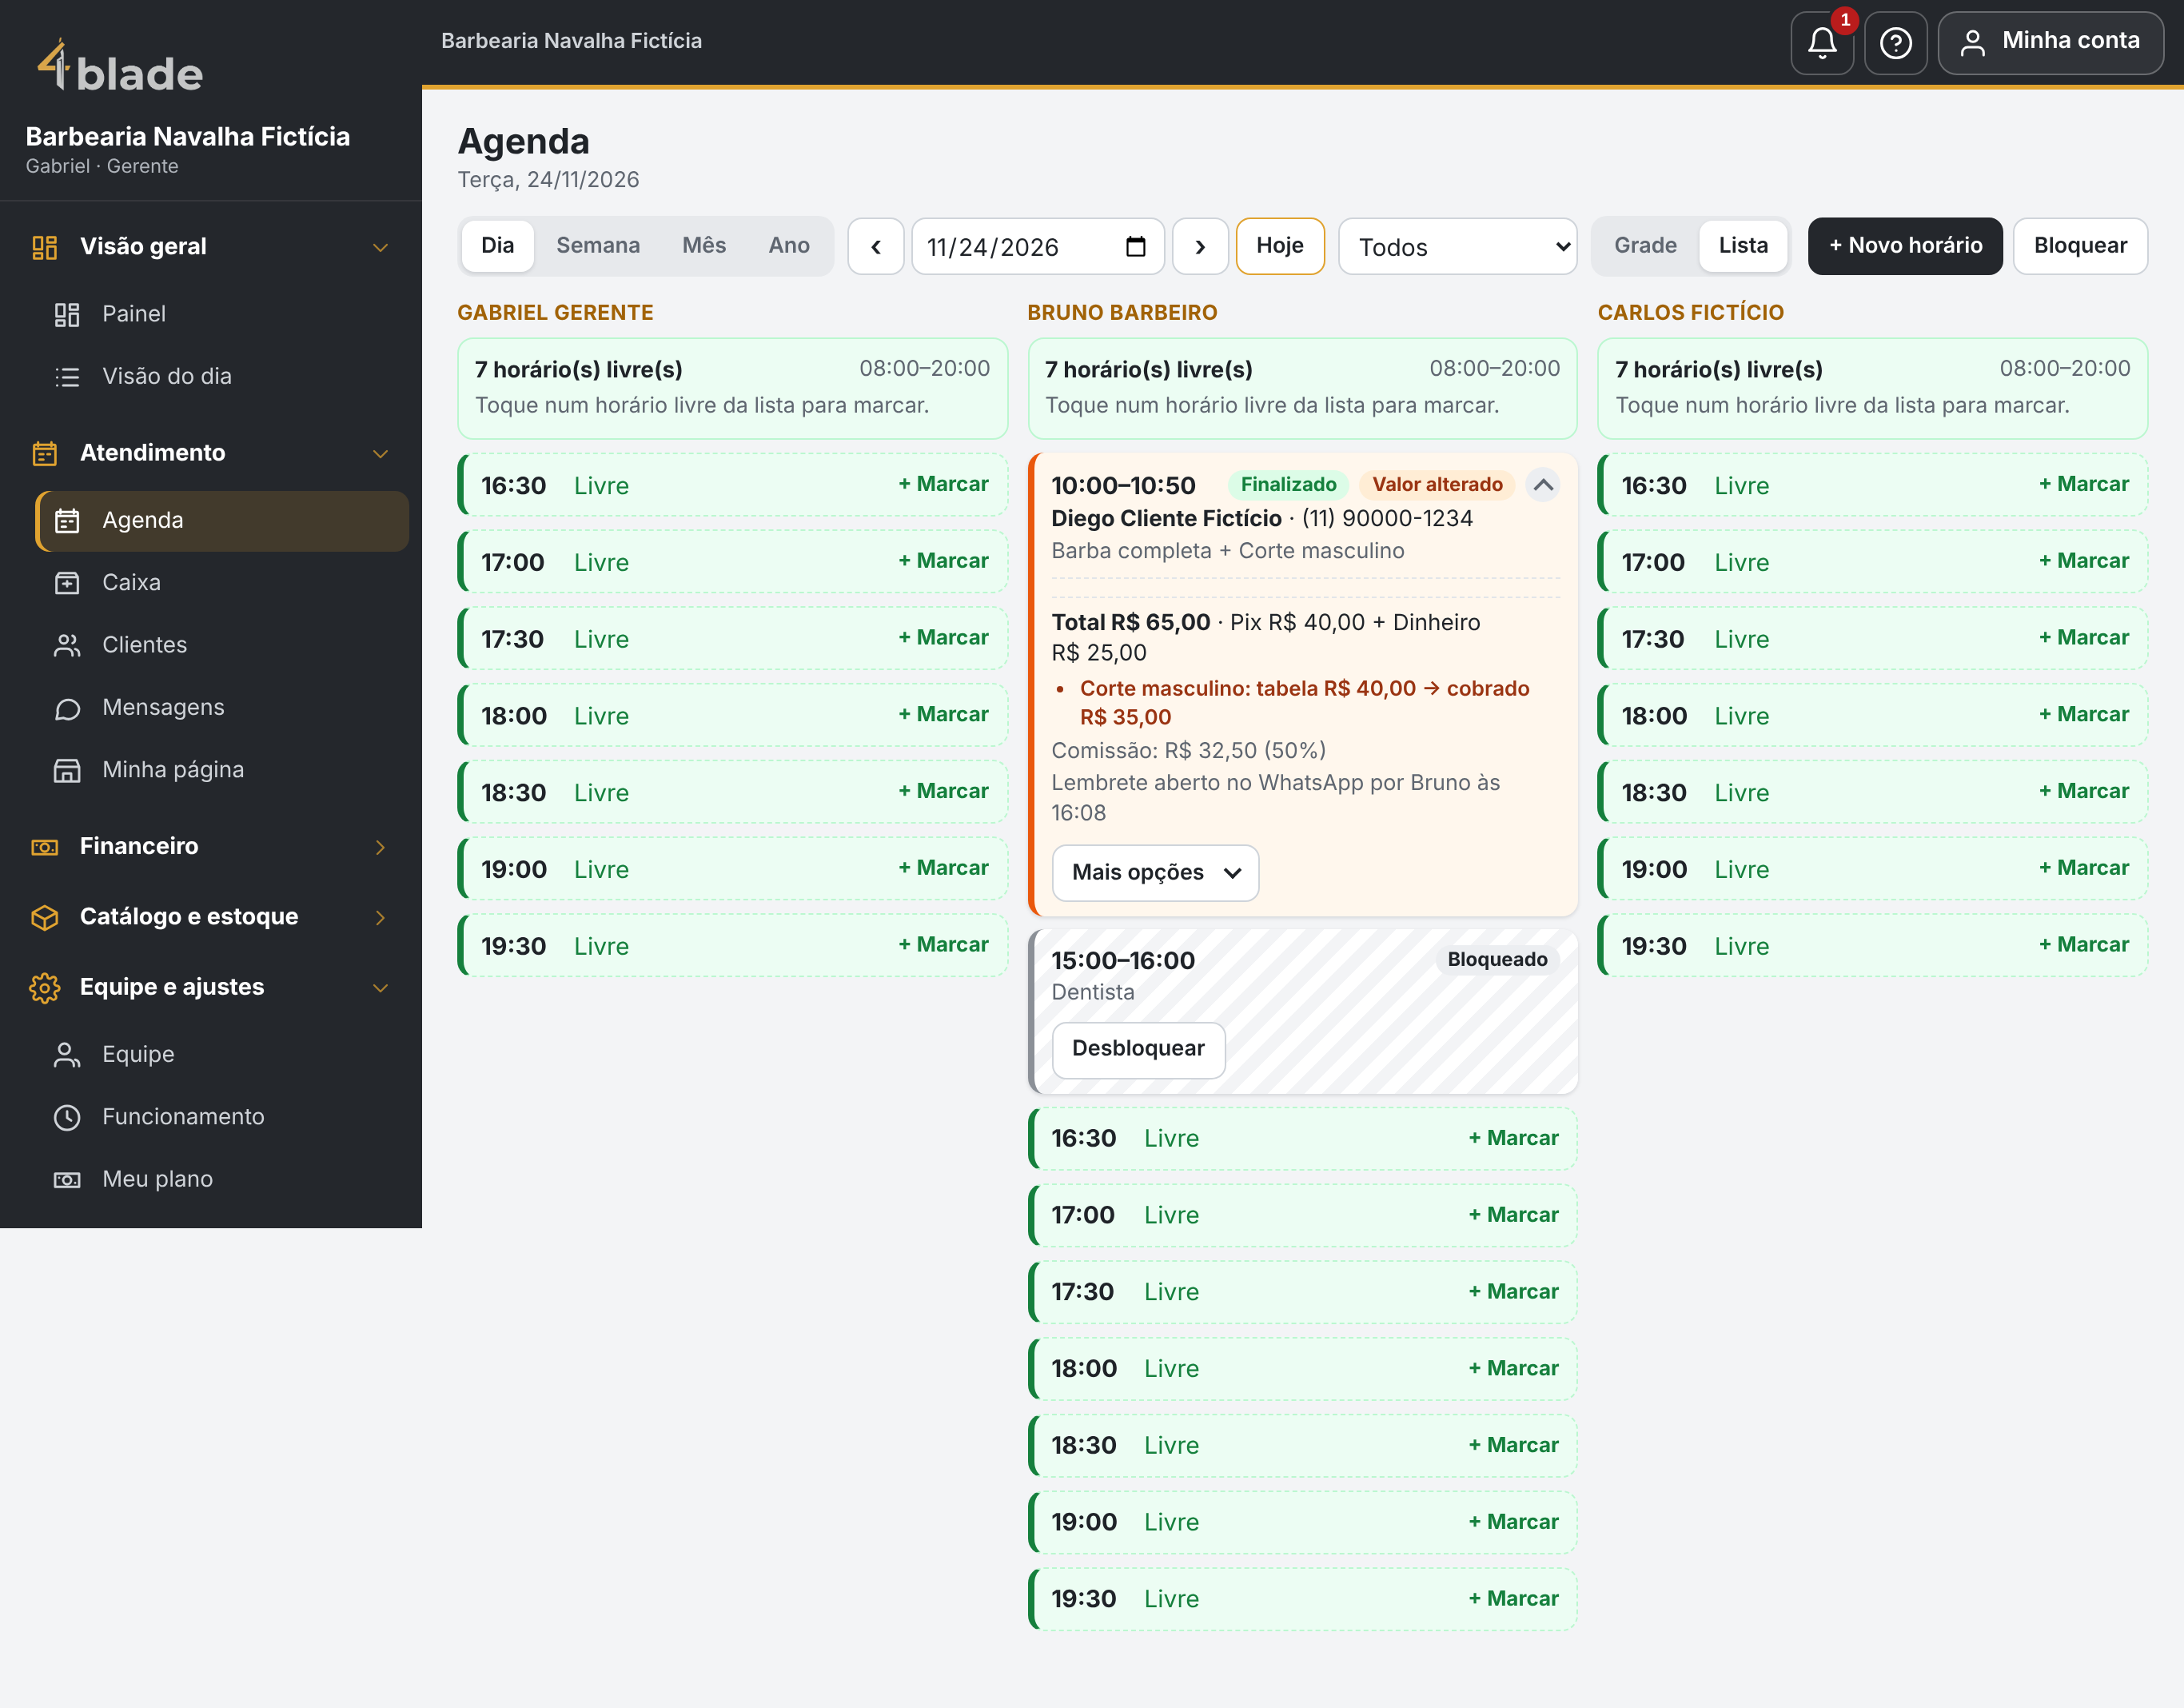 4blade
Barbearia Navalha Fictícia
Gabriel · Gerente
Visão geral
Painel
Visão do dia
Atendimento
Agenda
Caixa
Clientes
Mensagens
Minha página
Financeiro
Catálogo e estoque
Equipe e ajustes
Equipe
Funcionamento
Meu plano
Barbearia Navalha Fictícia
1
Minha conta
Agenda
Terça, 24/11/2026
Dia Semana Mês Ano
11/24/2026
Hoje
Todos
Grade Lista
+ Novo horário
Bloquear
GABRIEL GERENTE
7 horário(s) livre(s) 08:00–20:00
Toque num horário livre da lista para marcar.
16:30 Livre + Marcar
17:00 Livre + Marcar
17:30 Livre + Marcar
18:00 Livre + Marcar
18:30 Livre + Marcar
19:00 Livre + Marcar
19:30 Livre + Marcar
BRUNO BARBEIRO
7 horário(s) livre(s) 08:00–20:00
Toque num horário livre da lista para marcar.
10:00–10:50 Finalizado Valor alterado
Diego Cliente Fictício · (11) 90000-1234
Barba completa + Corte masculino
Total R$ 65,00 · Pix R$ 40,00 + Dinheiro
R$ 25,00
• Corte masculino: tabela R$ 40,00 → cobrado
R$ 35,00
Comissão: R$ 32,50 (50%)
Lembrete aberto no WhatsApp por Bruno às
16:08
Mais opções
15:00–16:00 Bloqueado
Dentista
Desbloquear
16:30 Livre + Marcar
17:00 Livre + Marcar
17:30 Livre + Marcar
18:00 Livre + Marcar
18:30 Livre + Marcar
19:00 Livre + Marcar
19:30 Livre + Marcar
CARLOS FICTÍCIO
7 horário(s) livre(s) 08:00–20:00
Toque num horário livre da lista para marcar.
16:30 Livre + Marcar
17:00 Livre + Marcar
17:30 Livre + Marcar
18:00 Livre + Marcar
18:30 Livre + Marcar
19:00 Livre + Marcar
19:30 Livre + Marcar